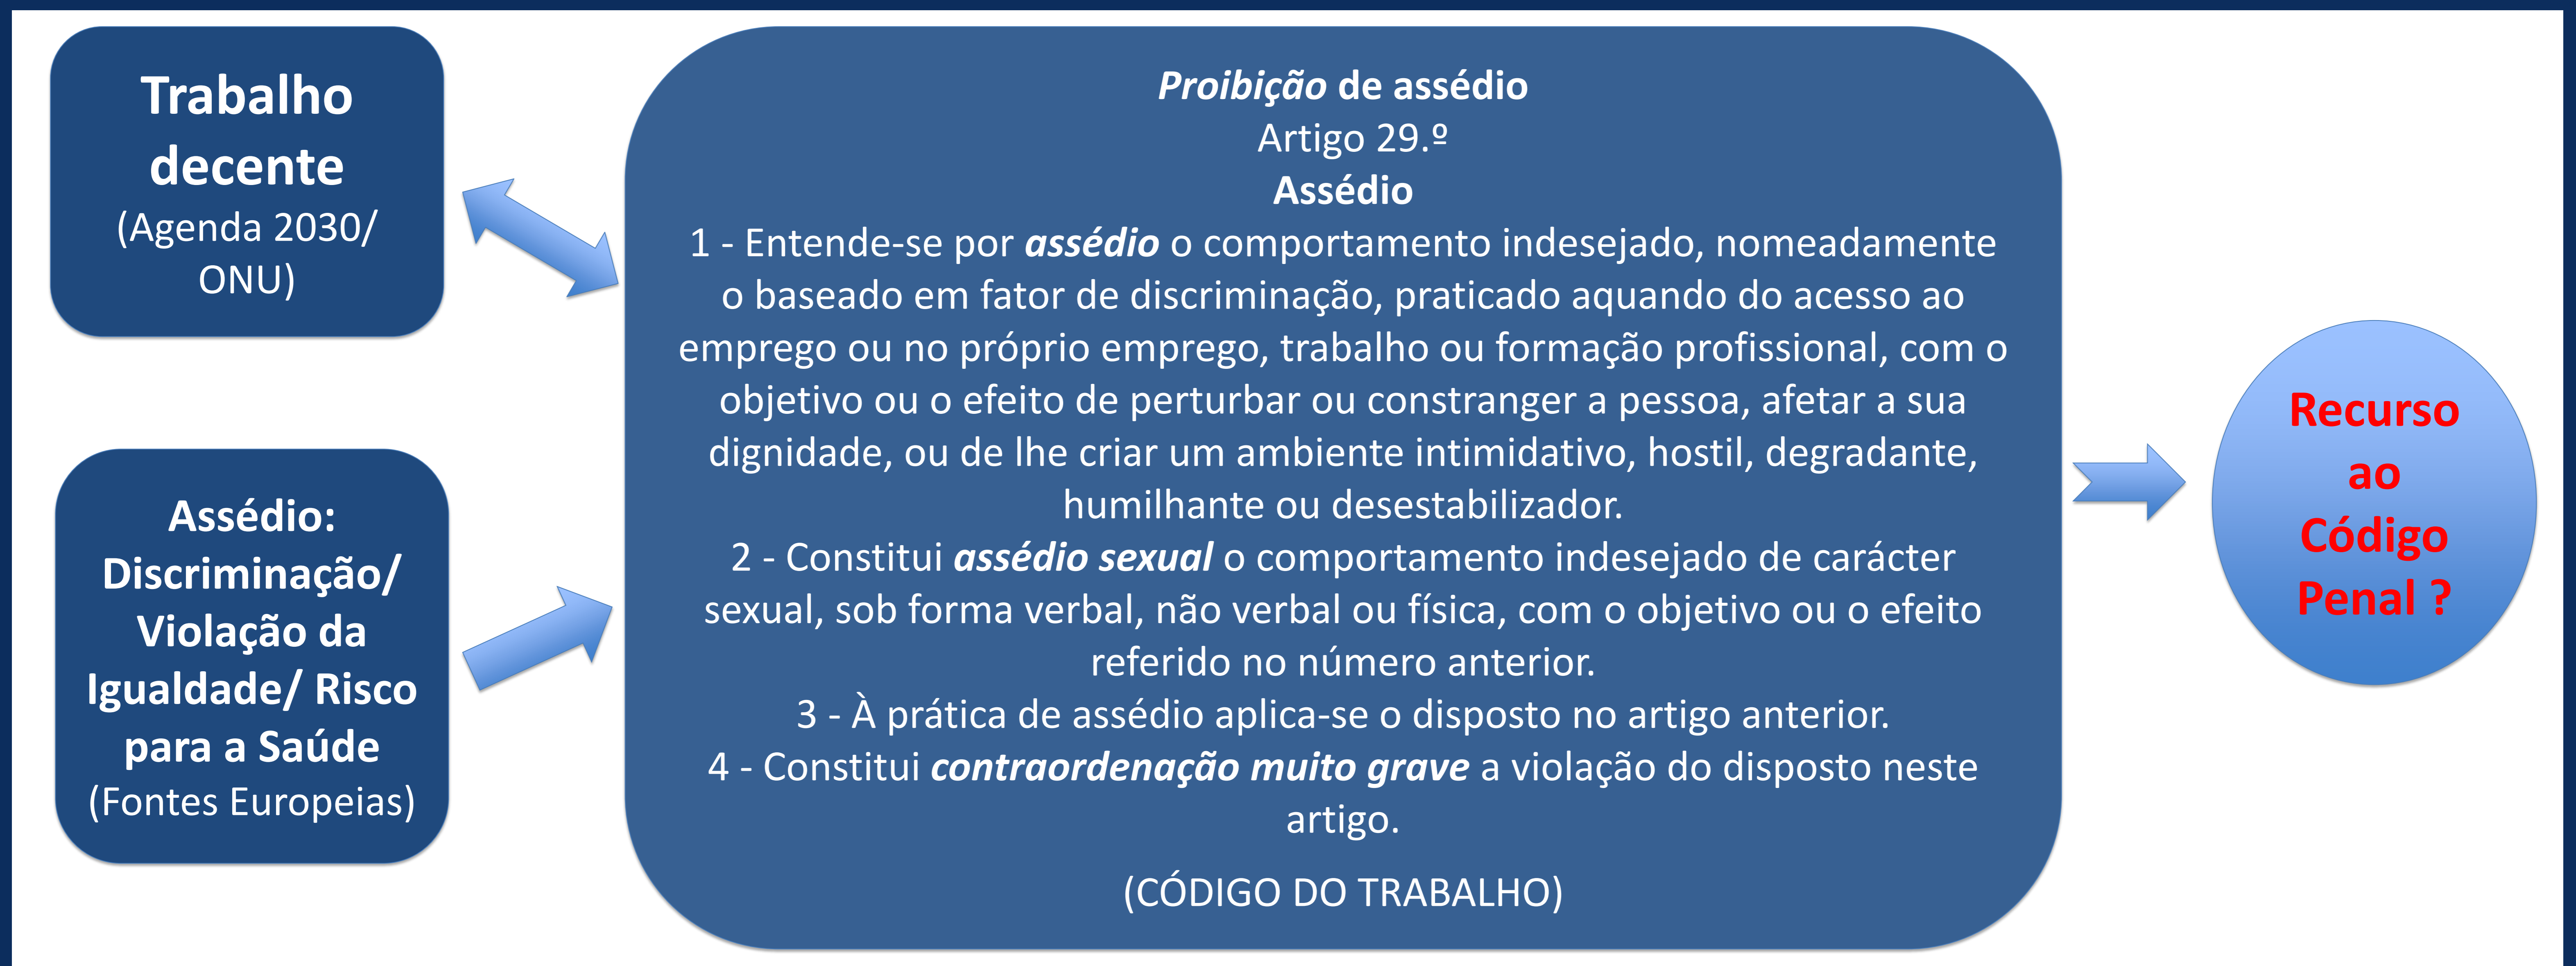 Trabalho
decente
(Agenda 2030/
ONU)
Assédio:
Discriminação/
Violação da
Igualdade/ Risco
para a Saúde
(Fontes Europeias)
Proibição de assédio
Artigo 29.º
Assédio
1 - Entende-se por assédio o comportamento indesejado, nomeadamente
o baseado em fator de discriminação, praticado aquando do acesso ao
emprego ou no próprio emprego, trabalho ou formação profissional, com o
objetivo ou o efeito de perturbar ou constranger a pessoa, afetar a sua
dignidade, ou de lhe criar um ambiente intimidativo, hostil, degradante,
humilhante ou desestabilizador.
2 - Constitui assédio sexual o comportamento indesejado de carácter
sexual, sob forma verbal, não verbal ou física, com o objetivo ou o efeito
referido no número anterior.
3 - À prática de assédio aplica-se o disposto no artigo anterior.
4 - Constitui contraordenação muito grave a violação do disposto neste
artigo.
(CÓDIGO DO TRABALHO)
Recurso
ao
Código
Penal ?